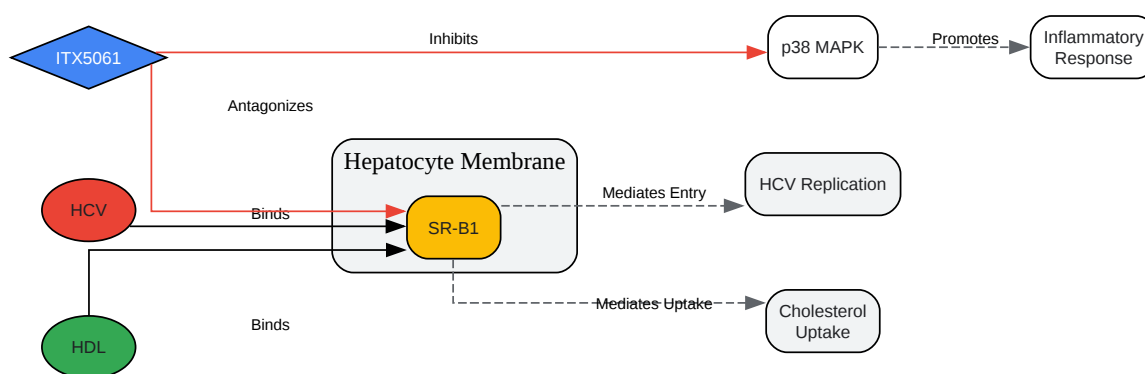 ITX5061
Inhibits
p38 MAPK
Promotes
Inflammatory
Response
Antagonizes
Hepatocyte Membrane
HCV
Binds
SR-B1
Mediates Entry
HCV Replication
Mediates Uptake
Cholesterol
Uptake
Binds
HDL